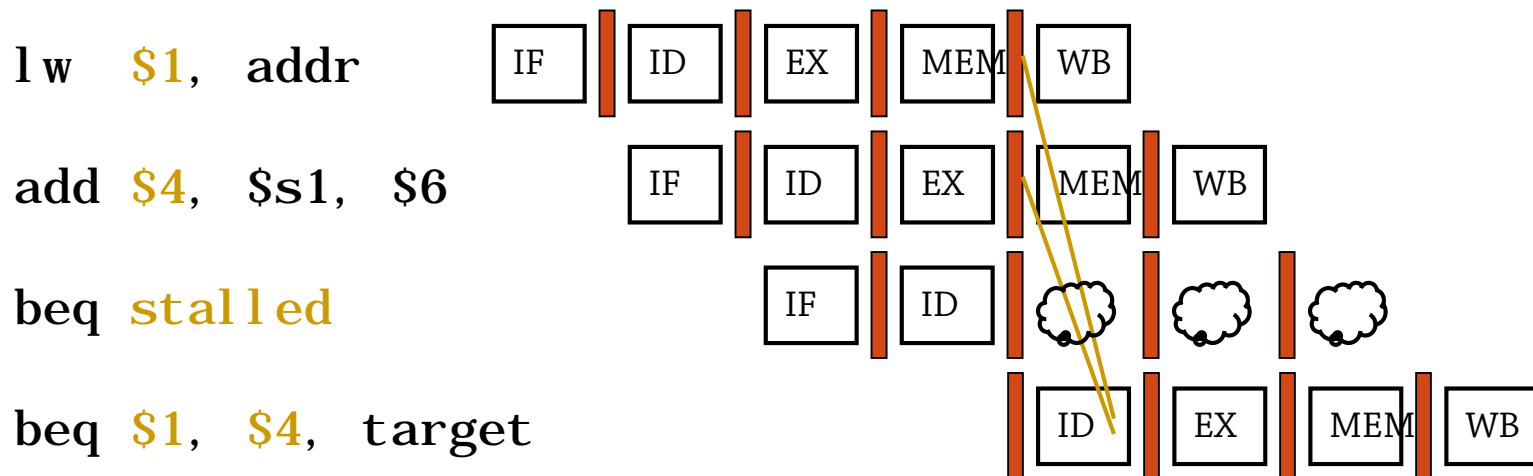 lw $1, addr IF ID EX MEM WB
add $4, $s1, $6 IF ID EX MEM WB
beq stalled IF ID
beq $1, $4, target ID EX MEM WB